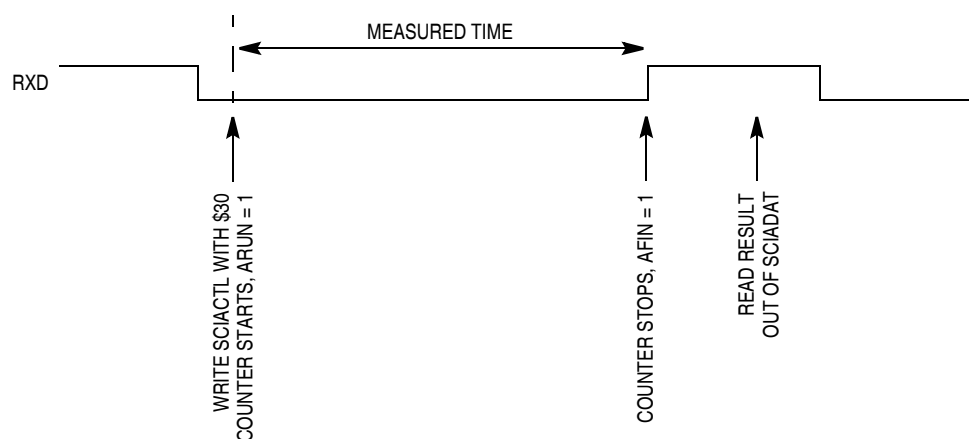 MEASURED TIME
RXD
WRITE SCIACTL WITH $30
COUNTER STARTS, ARUN = 1
COUNTER STOPS, AFIN = 1
READ RESULT
OUT OF SCIADAT